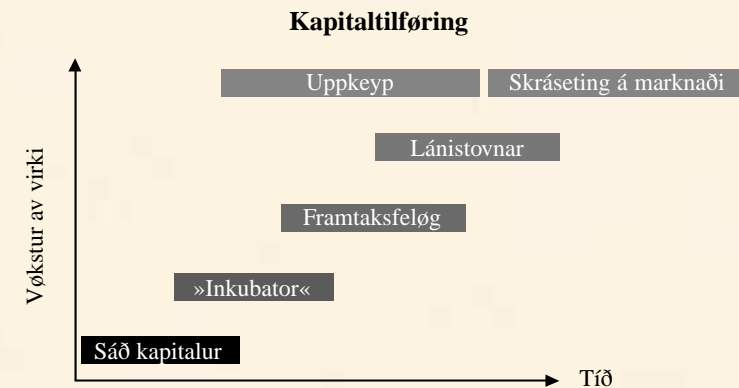 Kapitaltilføring
Uppkeyp
Skráseting á marknaði
Lánistovnar
Framtaksfeløg
»Inkubator«
Sáð kapitalur
Vøkstur av virki
Tíð